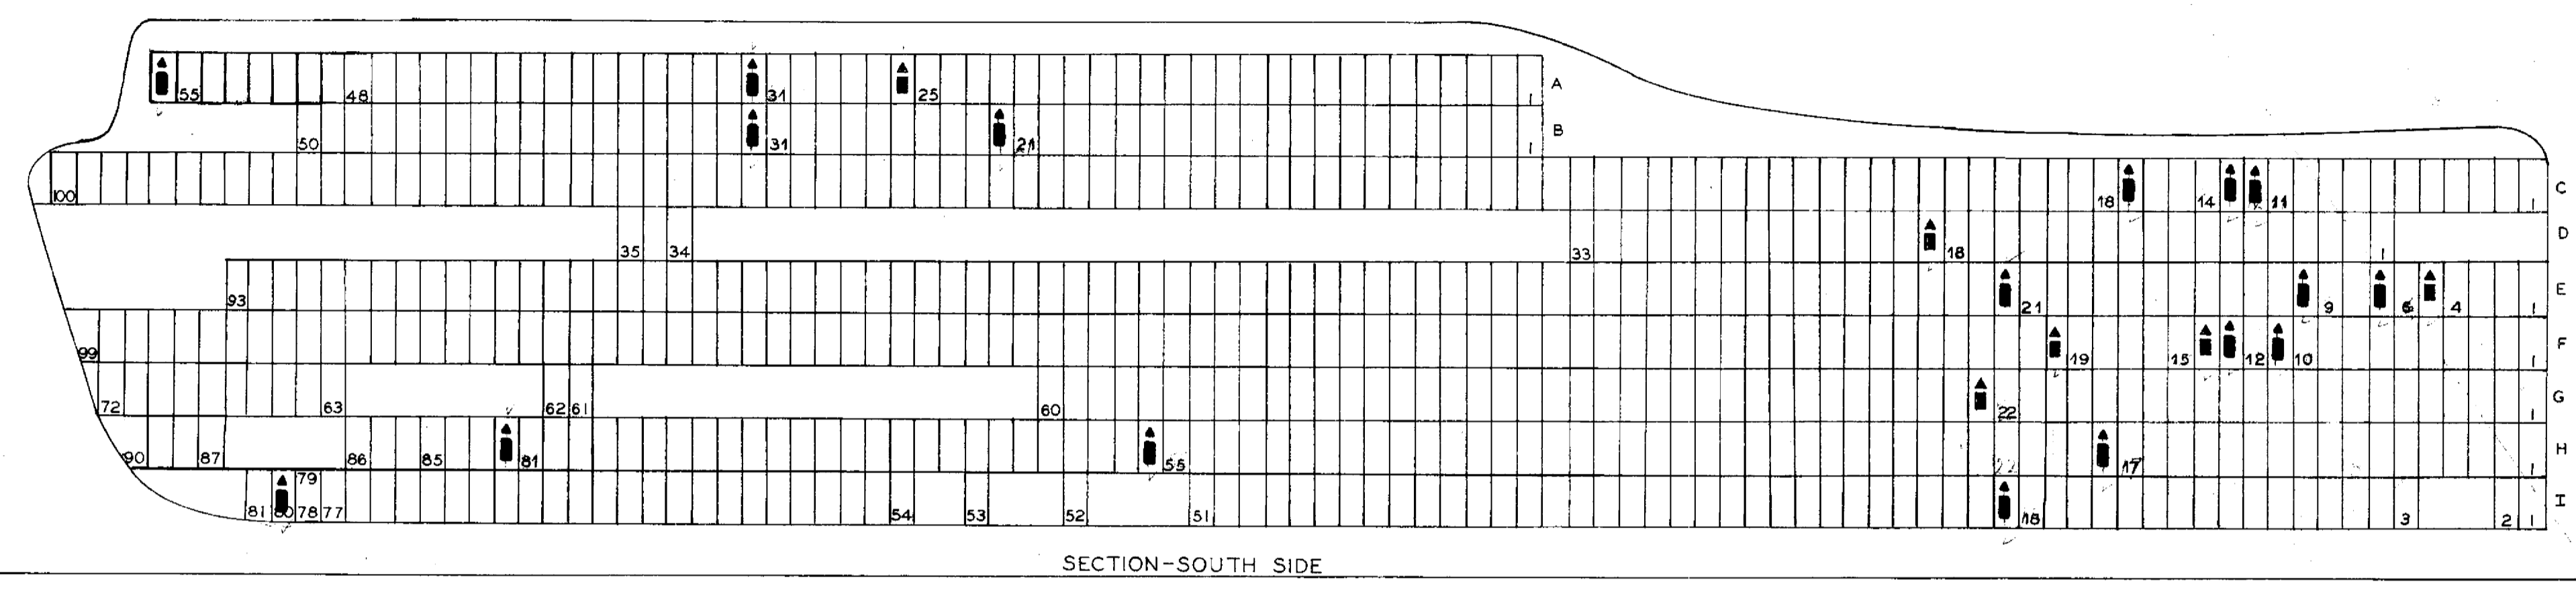 55 48 31 25 1 A
50 31 21 1 B
100 18 14 11 1 C
35 34 33 18 1 D
93 21 9 6 4 1 E
99 19 15 12 10 1 F
72 63 62 61 60 22 1 G
90 87 86 85 81 55 17 1 H
22
79
81 80 78 77 54 53 52 51 18 3 2 1 I
SECTION-SOUTH SIDE